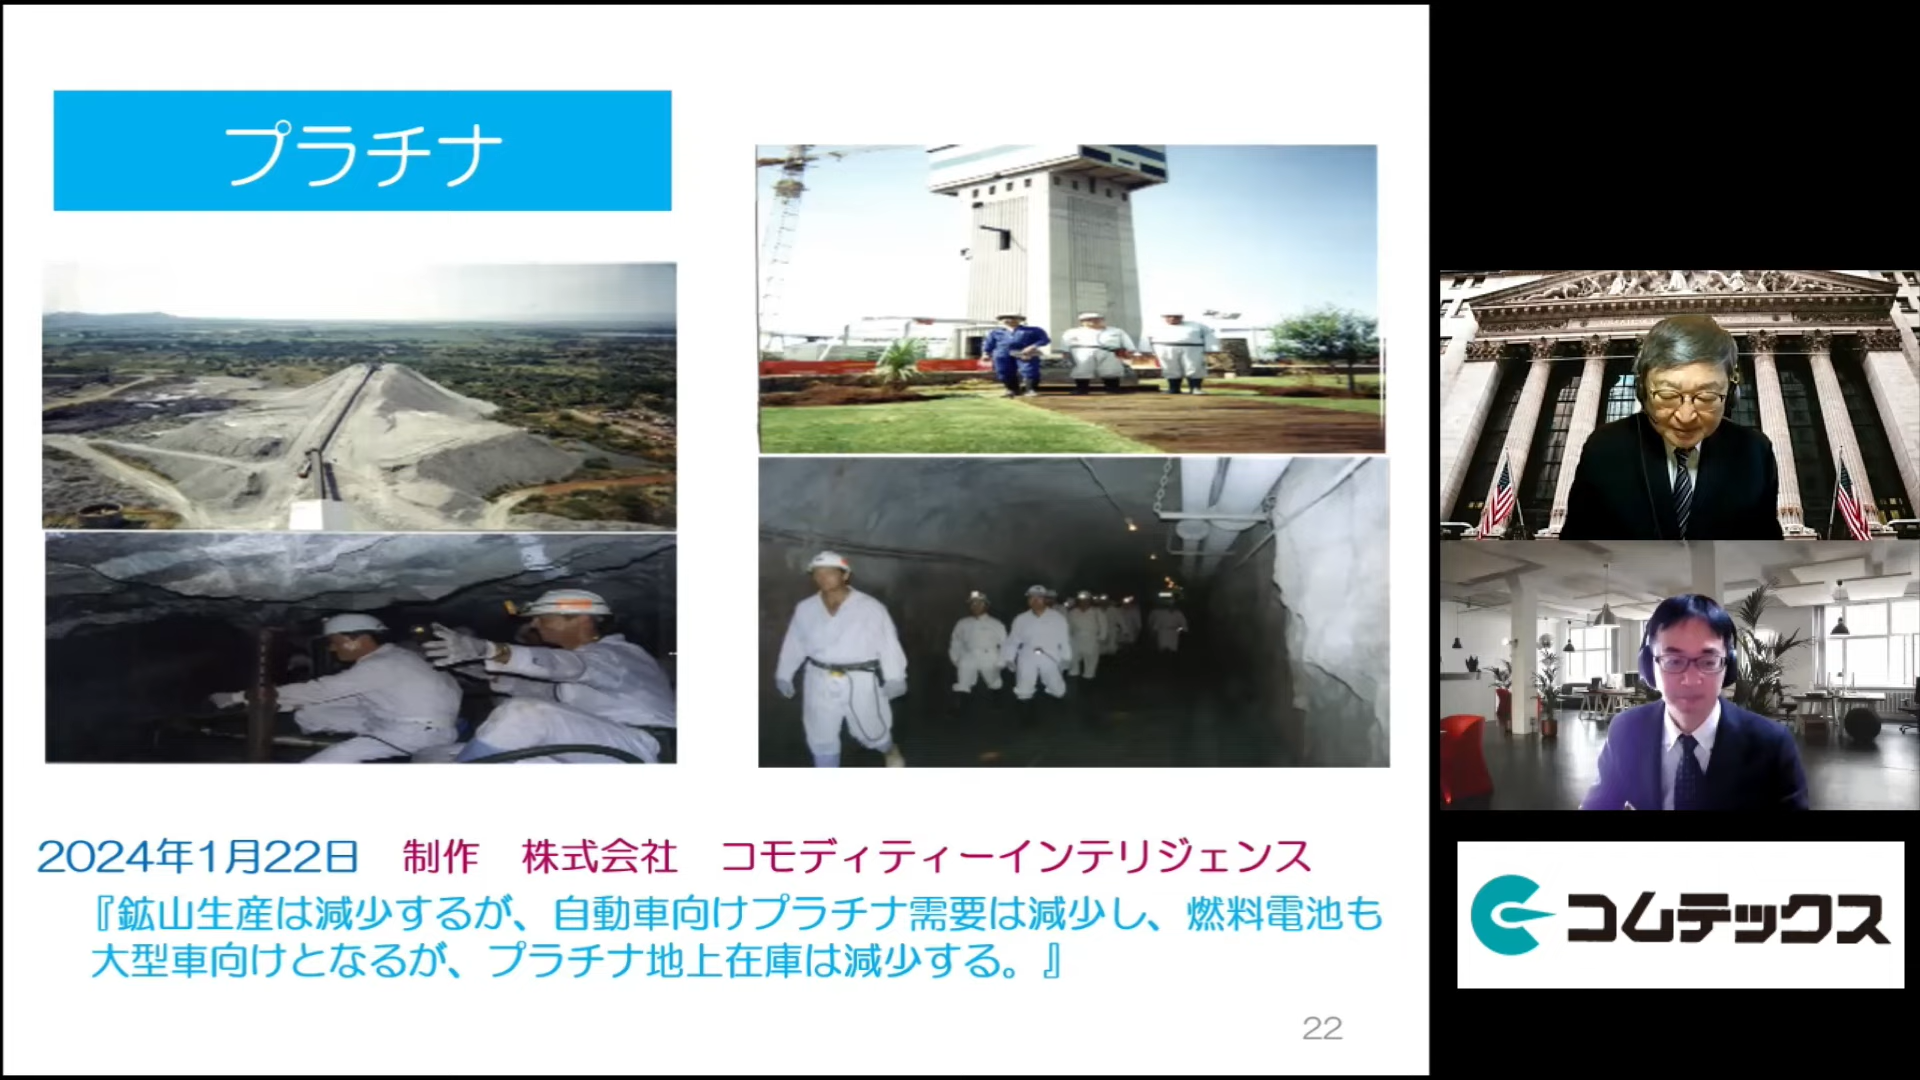 プラチナ
2024年1月22日　制作　株式会社　コモディティーインテリジェンス
『鉱山生産は減少するが、自動車向けプラチナ需要は減少し、燃料電池も
大型車向けとなるが、プラチナ地上在庫は減少する。』
22
コムテックス